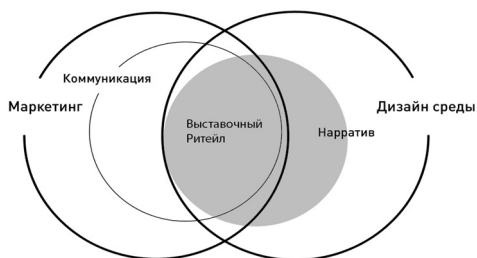 Коммуникация
Маркетинг
Дизайн среды
Выставочный
Ритейл
Нарратив